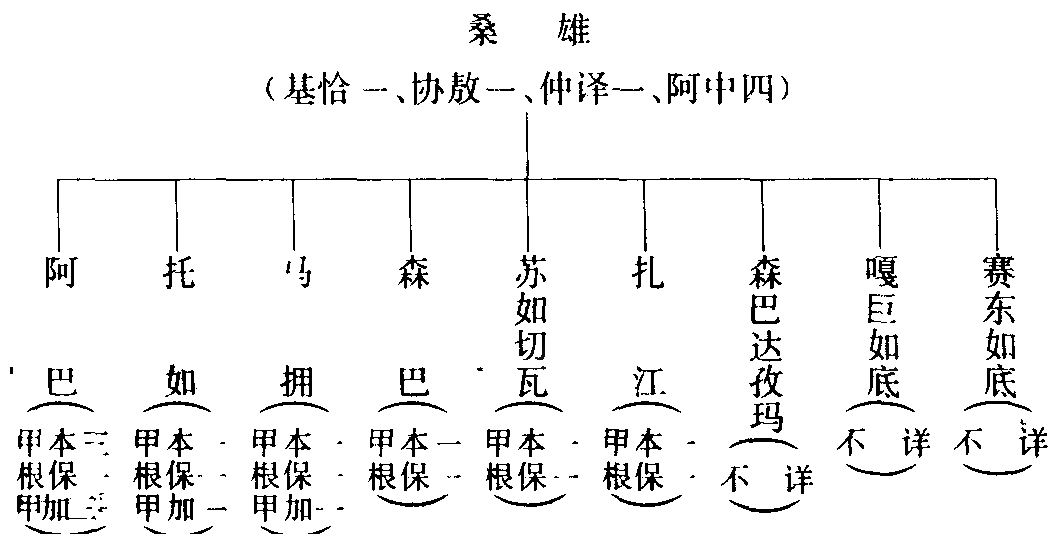 桑雄
（基恰一、协敖一、仲译一、阿中四）
阿巴
（甲本三
根保一
甲加）
托如
（甲本一
根保一
甲加一）
马拥
（甲本一
根保一
甲加一）
森巴
（甲本一
根保一）
苏如切瓦
（甲本一
根保一）
扎江
（甲本一
根保一）
森巴达孜玛
（不详）
嘎巨如底
（不详）
赛东如底
（不详）